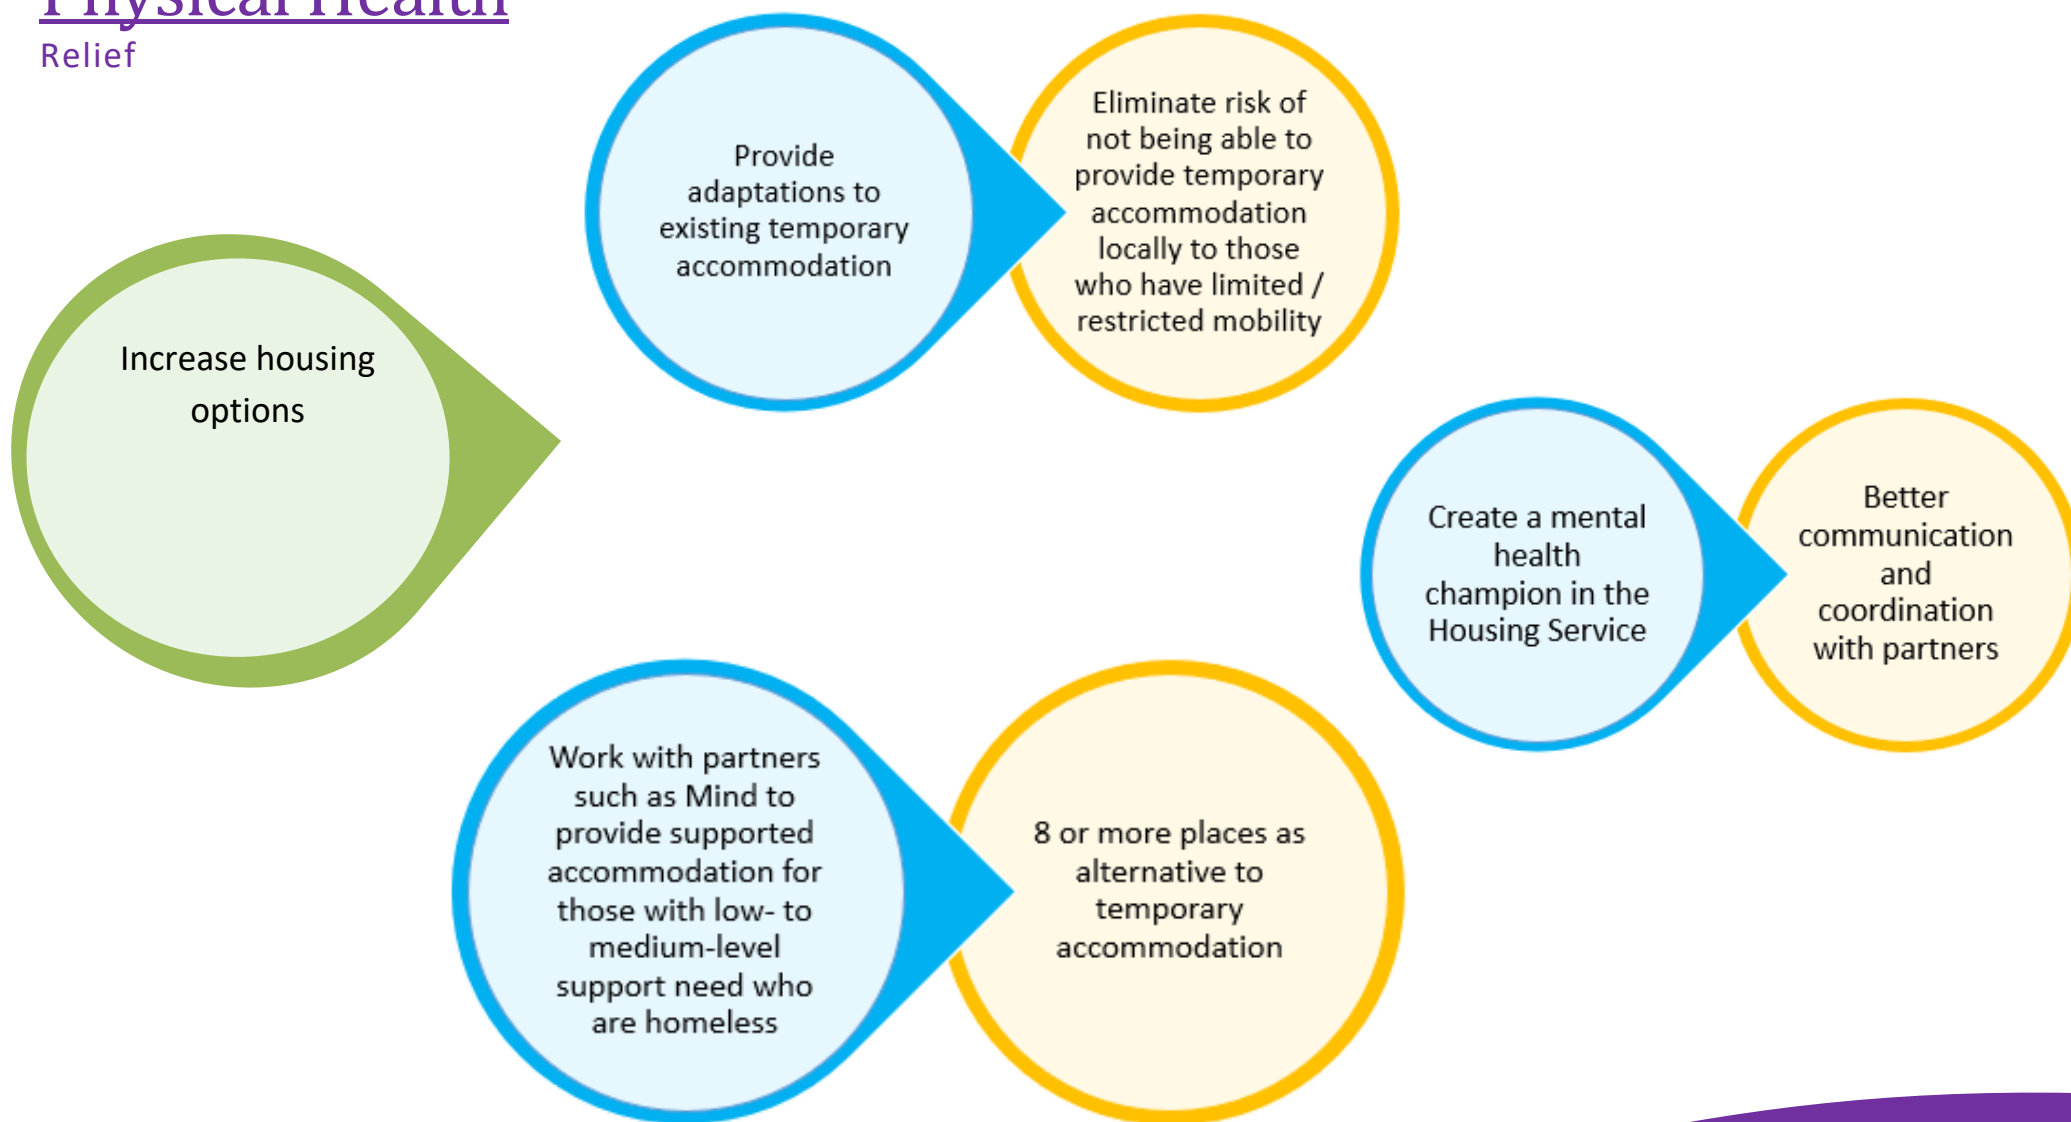 Physical Health
Relief
Increase housing
options
Provide
adaptations to
existing temporary
accommodation
Eliminate risk of
not being able to
provide temporary
accommodation
locally to those
who have limited /
restricted mobility
Create a mental
health
champion in the
Housing Service
Better
communication
and
coordination
with partners
Work with partners
such as Mind to
provide supported
accommodation for
those with low- to
medium-level
support need who
are homeless
8 or more places as
alternative to
temporary
accommodation